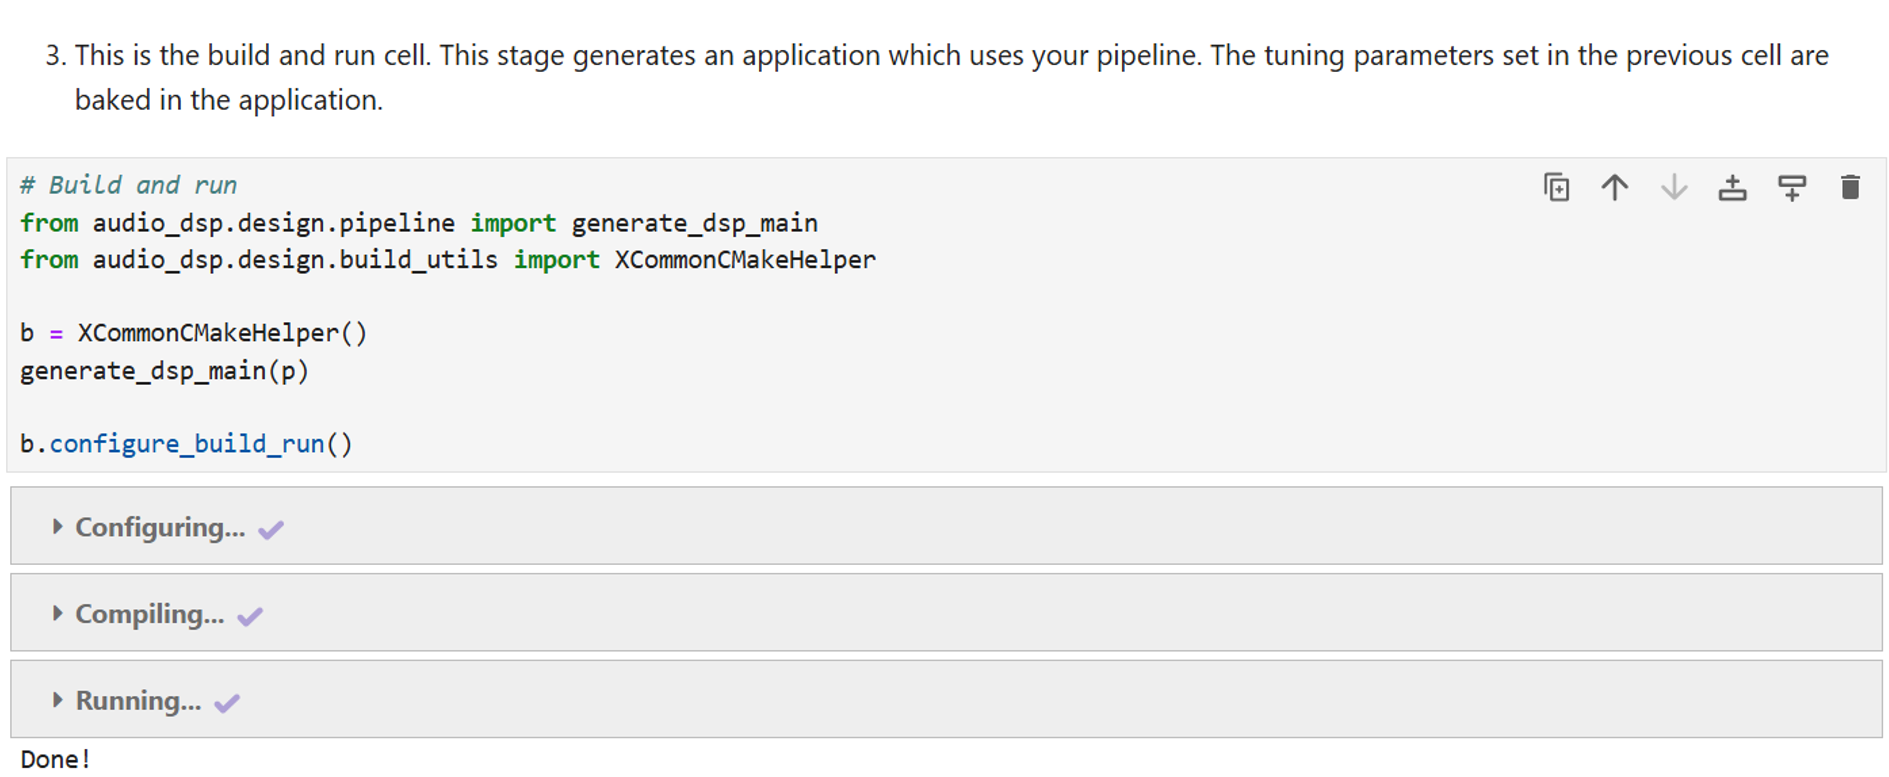 3. This is the build and run cell. This stage generates an application which uses your pipeline. The tuning parameters set in the previous cell are
baked in the application.
# Build and run
from audio_dsp.design.pipeline import generate_dsp_main
from audio_dsp.design.build_utils import XCommonCMakeHelper
b = XCommonCMakeHelper()
generate_dsp_main(p)
b.configure_build_run()
Configuring...
Compiling...
Running...
Done!